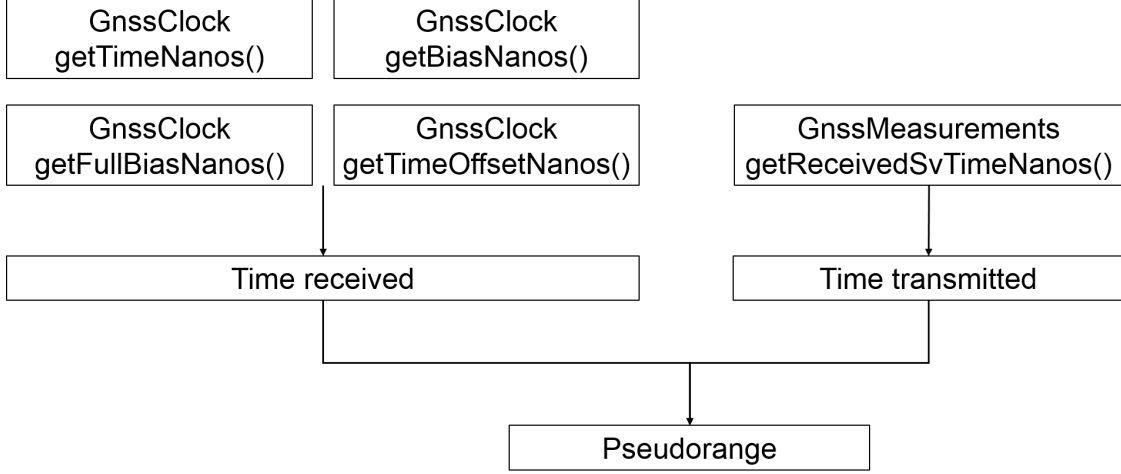 GnssClock
getTimeNanos()
GnssClock
getBiasNanos()
GnssClock
getFullBiasNanos()
GnssClock
getTimeOffsetNanos()
GnssMeasurements
getReceivedSvTimeNanos()
Time received
Time transmitted
Pseudorange